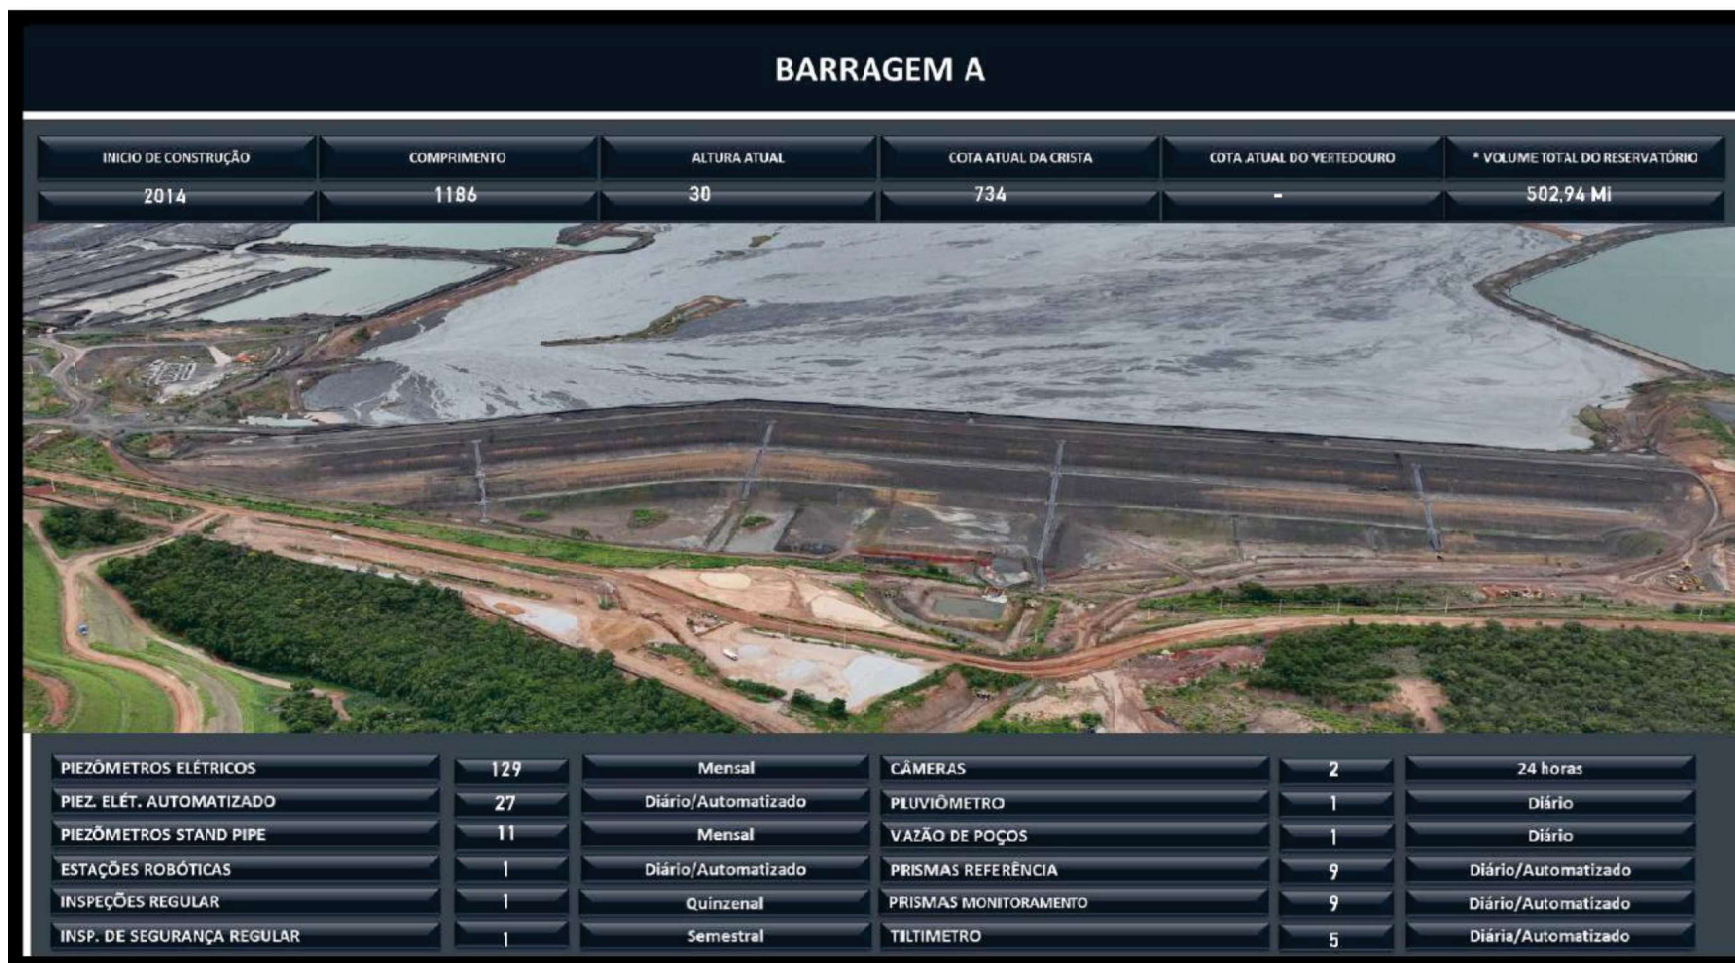 BARRAGEM A
INICIO DE CONSTRUÇÃO COMPRIMENTO ALTURA ATUAL COTA ATUAL DA CRISTA COTA ATUAL DO VERTEDOURO * VOLUME TOTAL DO RESERVATÓRIO
2014 1186 30 734 - 502,94 Mi
PIEZÔMETROS ELÉTRICOS 129 Mensal CÂMERAS 2 24 horas
PIEZ. ELÉT. AUTOMATIZADO 27 Diário/Automatizado PLUVIÔMETRO 1 Diário
PIEZÕMETROS STAND PIPE 11 Mensal VAZÃO DE POÇOS 1 Diário
ESTAÇÕES ROBÓTICAS 1 Diário/Automatizado PRISMAS REFERÊNCIA 9 Diário/Automatizado
INSPEÇÕES REGULAR 1 Quinzenal PRISMAS MONITORAMENTO 9 Diário/Automatizado
INSP. DE SEGURANÇA REGULAR 1 Semestral TILTIMETRO 5 Diária/Automatizado